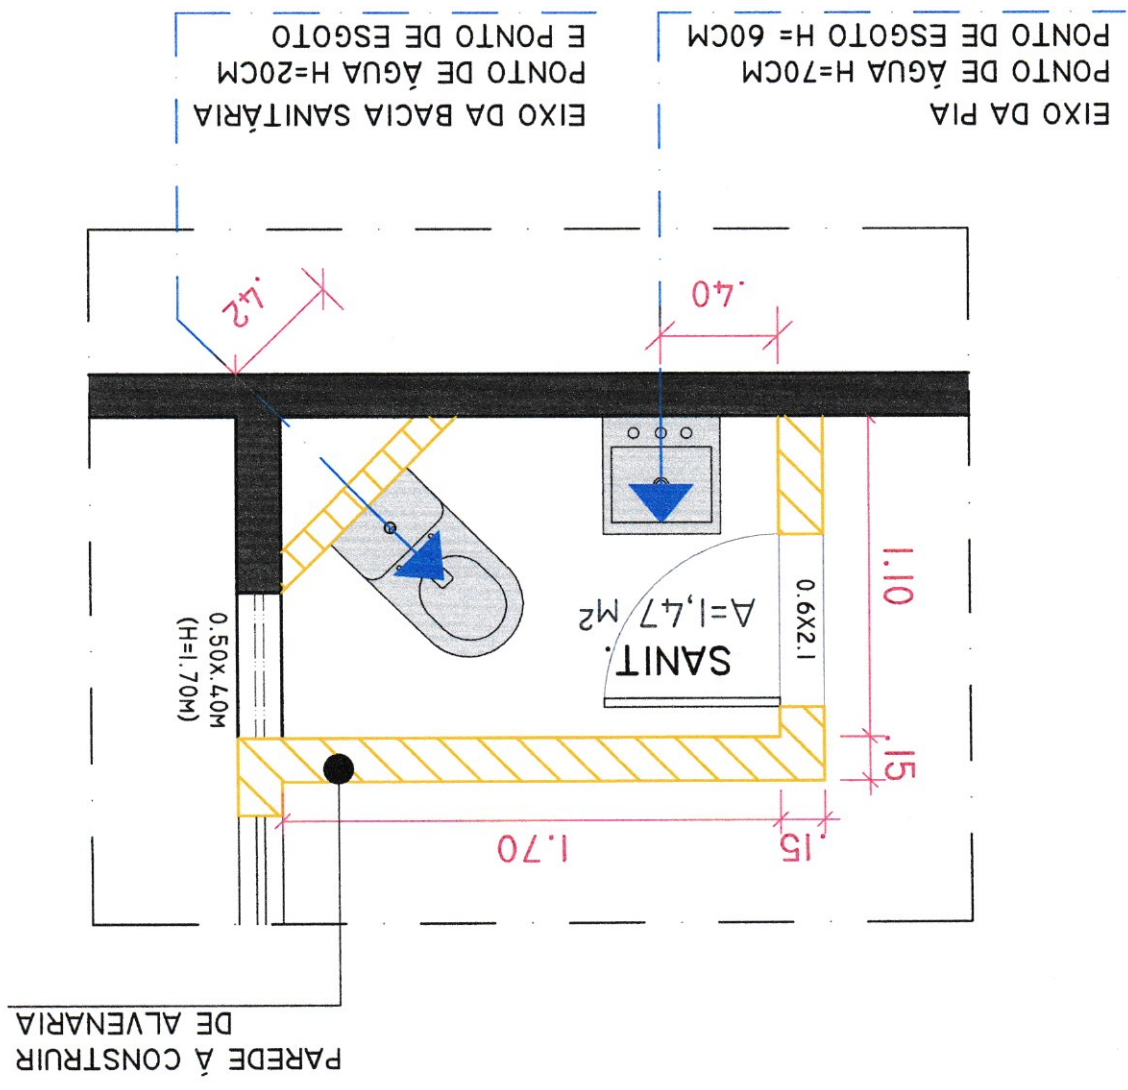 PAREDE À CONSTRUIR
DE ALVENARIA
.15
1.70
.15
1.10
SANIT.
A=1,47 M²
0.6X2.1
0.50X.40M
(H=1.70M)
.40
.42
EIXO DA PIA
PONTO DE ÁGUA H=70CM
PONTO DE ESGOTO H= 60CM
EIXO DA BACIA SANITÁRIA
PONTO DE ÁGUA H=20CM
E PONTO DE ESGOTO